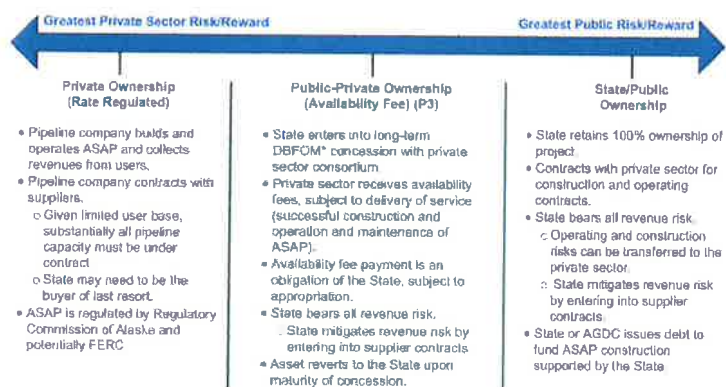 Greatest Private Sector Risk/Reward
Greatest Public Risk/Reward
Private Ownership
(Rate Regulated)
• Pipeline company builds and
operates ASAP and collects
revenues from users.
• Pipeline company contracts with
suppliers.
o Given limited user base,
substantially all pipeline
capacity must be under
contract
o State may need to be the
buyer of last resort.
• ASAP is regulated by Regulatory
Commission of Alaska and
potentially FERC
Public-Private Ownership
(Availability Fee) (P3)
• State enters into long-term
DBFOM* concession with private
sector consortium
• Private sector receives availability
fees, subject to delivery of service
(successful construction and
operation and maintenance of
ASAP).
• Availability fee payment is an
obligation of the State, subject to
appropriation.
• State bears all revenue risk.
State mitigates revenue risk by
entering into supplier contracts
• Asset reverts to the State upon
maturity of concession.
State/Public
Ownership
• State retains 100% ownership of
project.
• Contracts with private sector for
construction and operating
contracts.
• State bears all revenue risk.
o Operating and construction
risks can be transferred to the
private sector.
o State mitigates revenue risk
by entering into supplier
contracts.
• State or AGDC issues debt to
fund ASAP construction
supported by the State